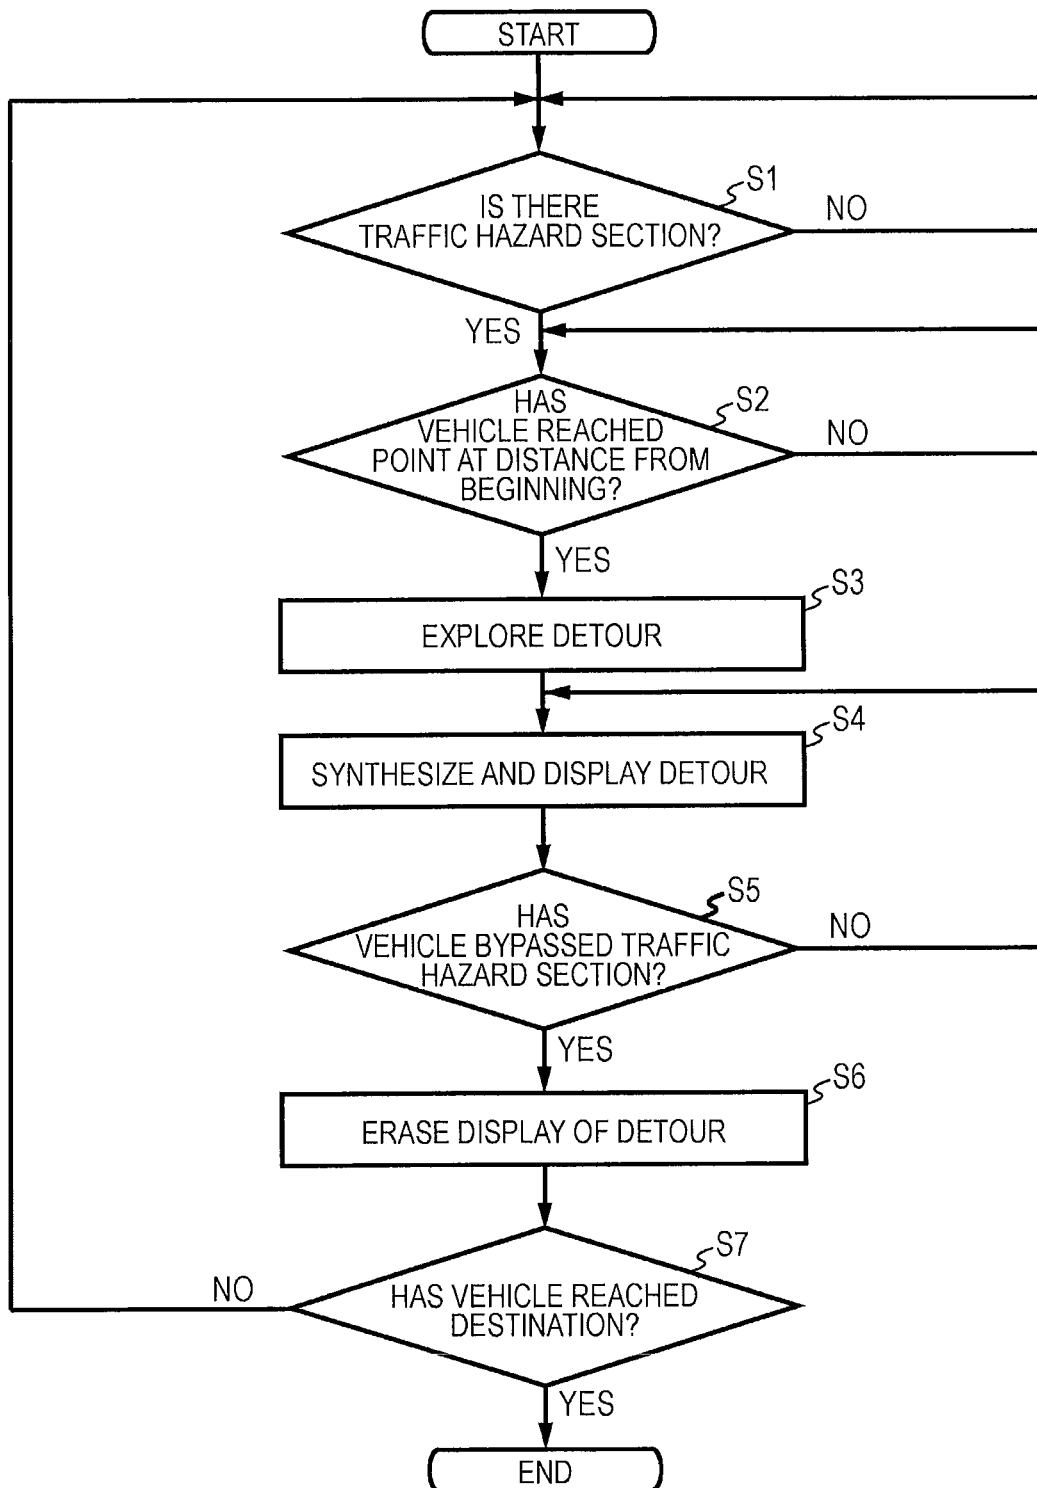 START
S1
IS THERE
TRAFFIC HAZARD SECTION?
NO
YES
S2
HAS
VEHICLE REACHED
POINT AT DISTANCE FROM
BEGINNING?
NO
YES
S3
EXPLORE DETOUR
S4
SYNTHESIZE AND DISPLAY DETOUR
S5
HAS
VEHICLE BYPASSED TRAFFIC
HAZARD SECTION?
NO
YES
S6
ERASE DISPLAY OF DETOUR
S7
HAS VEHICLE REACHED
DESTINATION?
NO
YES
END